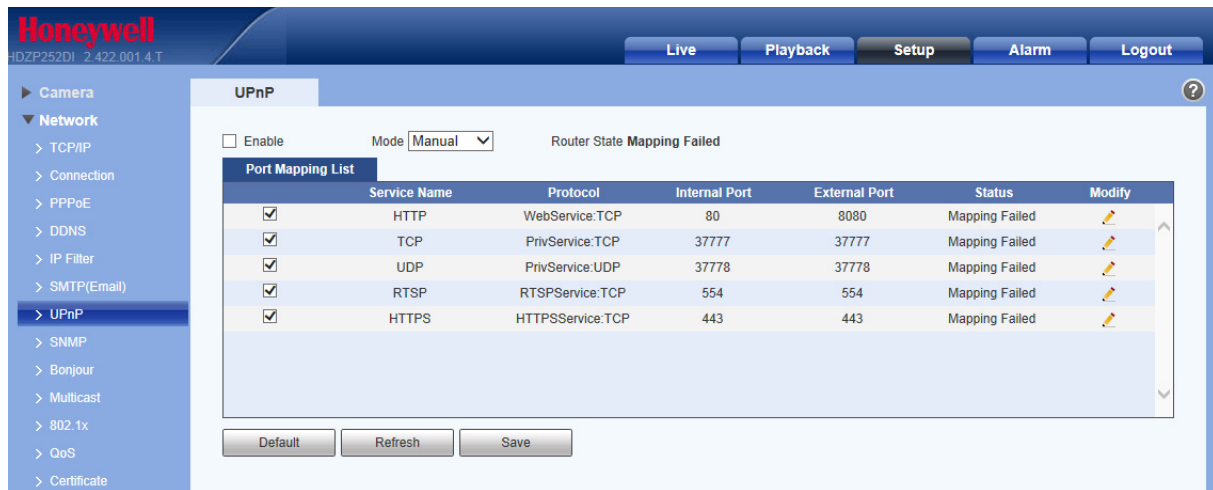 Honeywell
HDZP252DI 2.422.001.4.T
Live Playback Setup Alarm Logout
Camera
Network
> TCP/IP
> Connection
> PPPoE
> DDNS
> IP Filter
> SMTP(Email)
> UPnP
> SNMP
> Bonjour
> Multicast
> 802.1x
> QoS
> Certificate
UPnP
?
Enable Mode Manual Router State Mapping Failed
Port Mapping List
Service Name Protocol Internal Port External Port Status Modify
HTTP WebService:TCP 80 8080 Mapping Failed
TCP PrivService:TCP 37777 37777 Mapping Failed
UDP PrivService:UDP 37778 37778 Mapping Failed
RTSP RTSPService:TCP 554 554 Mapping Failed
HTTPS HTTPSService:TCP 443 443 Mapping Failed
Default Refresh Save